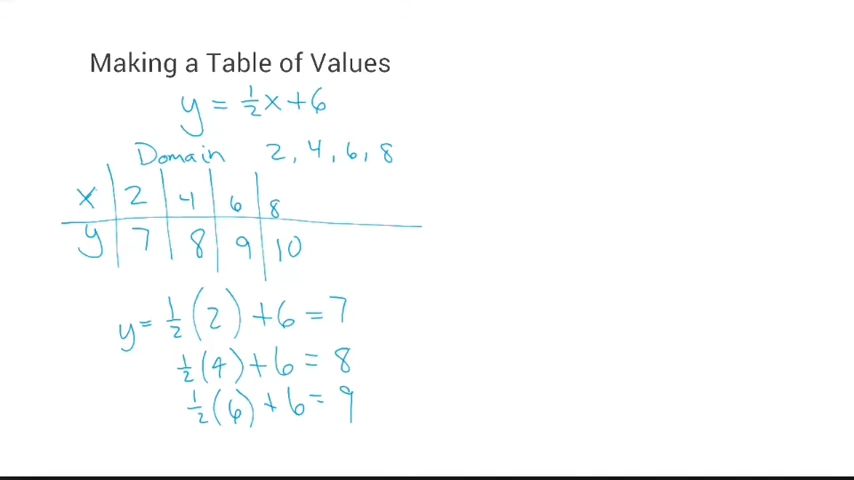 Making a Table of Values
y = 1/2 x + 6
Domain 2, 4, 6, 8
x | 2 | 4 | 6 | 8
y | 7 | 8 | 9 | 10
y = 1/2 (2) + 6 = 7
1/2 (4) + 6 = 8
1/2 (6) + 6 = 9